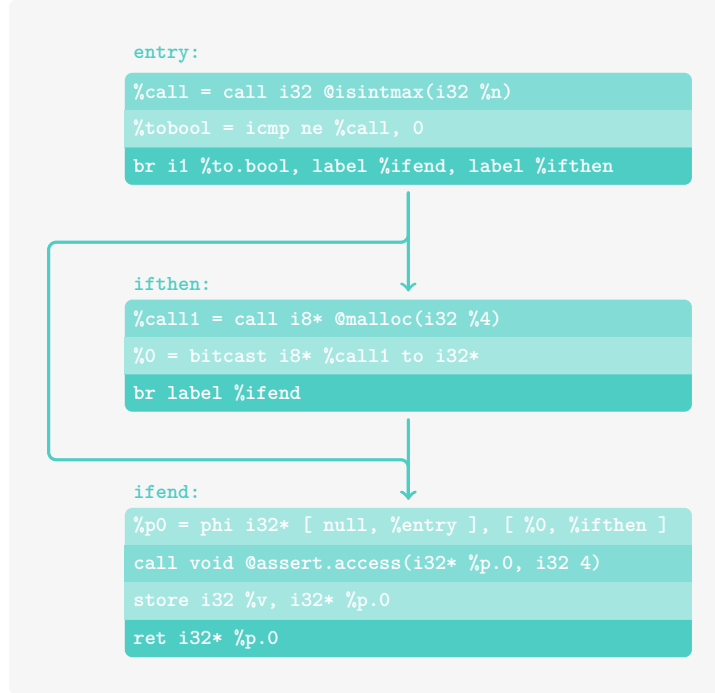 entry:
%call = call i32 @isintmax(i32 %n)
%tobool = icmp ne %call, 0
br i1 %to.bool, label %ifend, label %ifthen
ifthen:
%call1 = call i8* @malloc(i32 %4)
%0 = bitcast i8* %call1 to i32*
br label %ifend
ifend:
%p0 = phi i32* [ null, %entry ], [ %0, %ifthen ]
call void @assert.access(i32* %p.0, i32 4)
store i32 %v, i32* %p.0
ret i32* %p.0